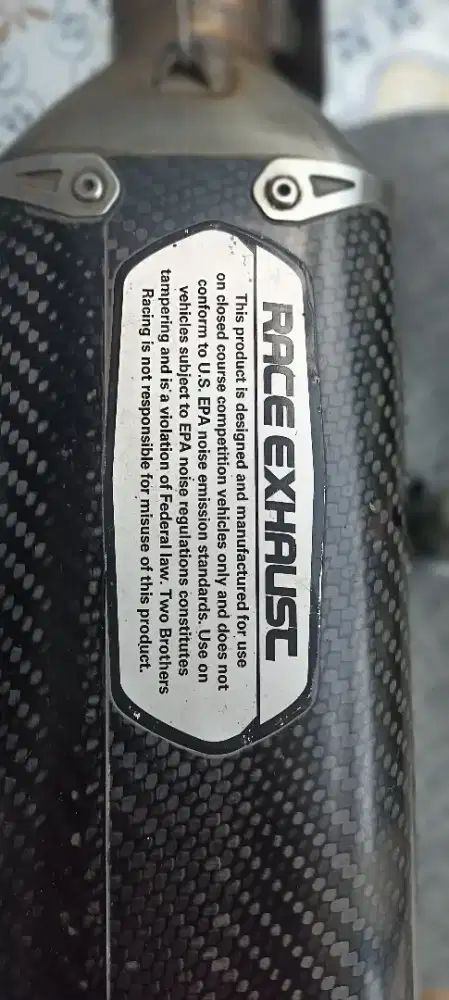 RACE EXHAUST
This product is designed and manufactured for use
on closed course competition vehicles only and does not
conform to U.S. EPA noise emission standards. Use on
vehicles subject to EPA noise regulations constitutes
tampering and is a violation of Federal law. Two Brothers
Racing is not responsible for misuse of this product.